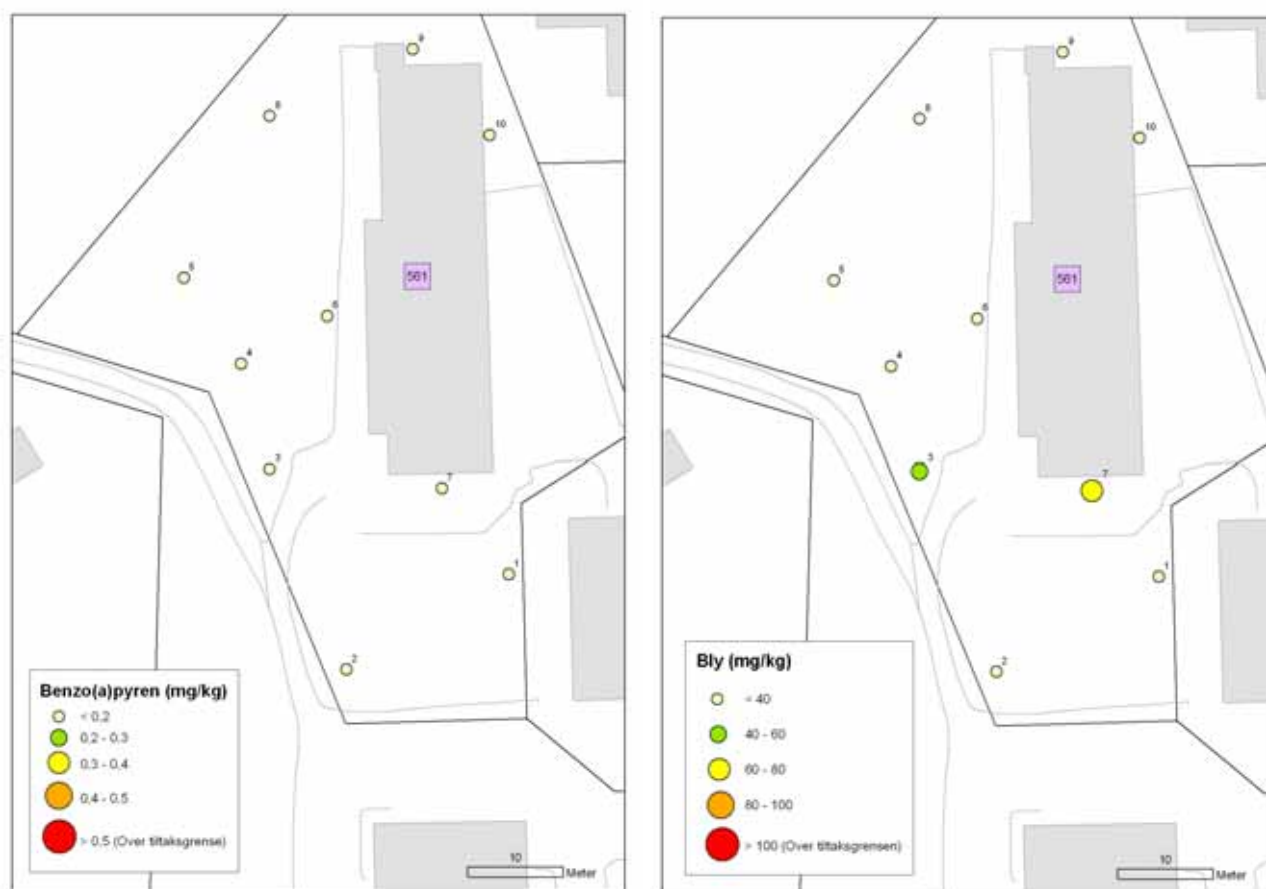 9
8
10
5
561
6
4
3
7
1
2
Benzo(a)pyren (mg/kg)
< 0.2
0,2 - 0,3
0,3 - 0,4
0,4 - 0,5
> 0,5 (Over tiltaksgrense)
10
Meter
9
8
10
5
561
6
4
3
7
1
2
Bly (mg/kg)
< 40
40 - 60
60 - 80
80 - 100
> 100 (Over tiltaksgrensen)
10
Meter